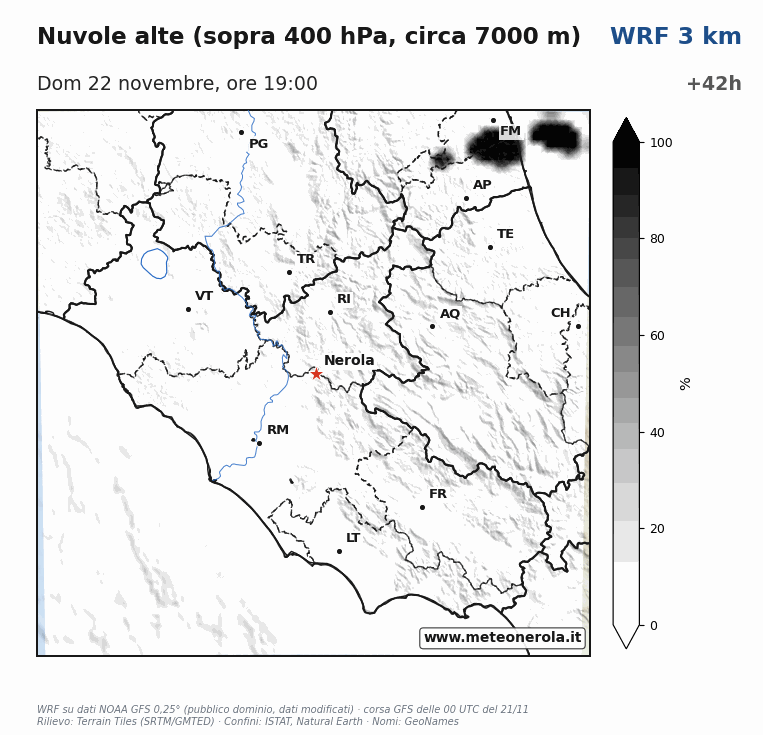 Nuvole alte (sopra 400 hPa, circa 7000 m)
WRF 3 km
Dom 22 novembre, ore 19:00
+42h
FM
PG
AP
TE
TR
VT
RI
AQ
CH
Nerola
RM
FR
LT
www.meteonerola.it
100
80
60
40
20
0
%
WRF su dati NOAA GFS 0,25° (pubblico dominio, dati modificati) · corsa GFS delle 00 UTC del 21/11
Rilievo: Terrain Tiles (SRTM/GMTED) · Confini: ISTAT, Natural Earth · Nomi: GeoNames